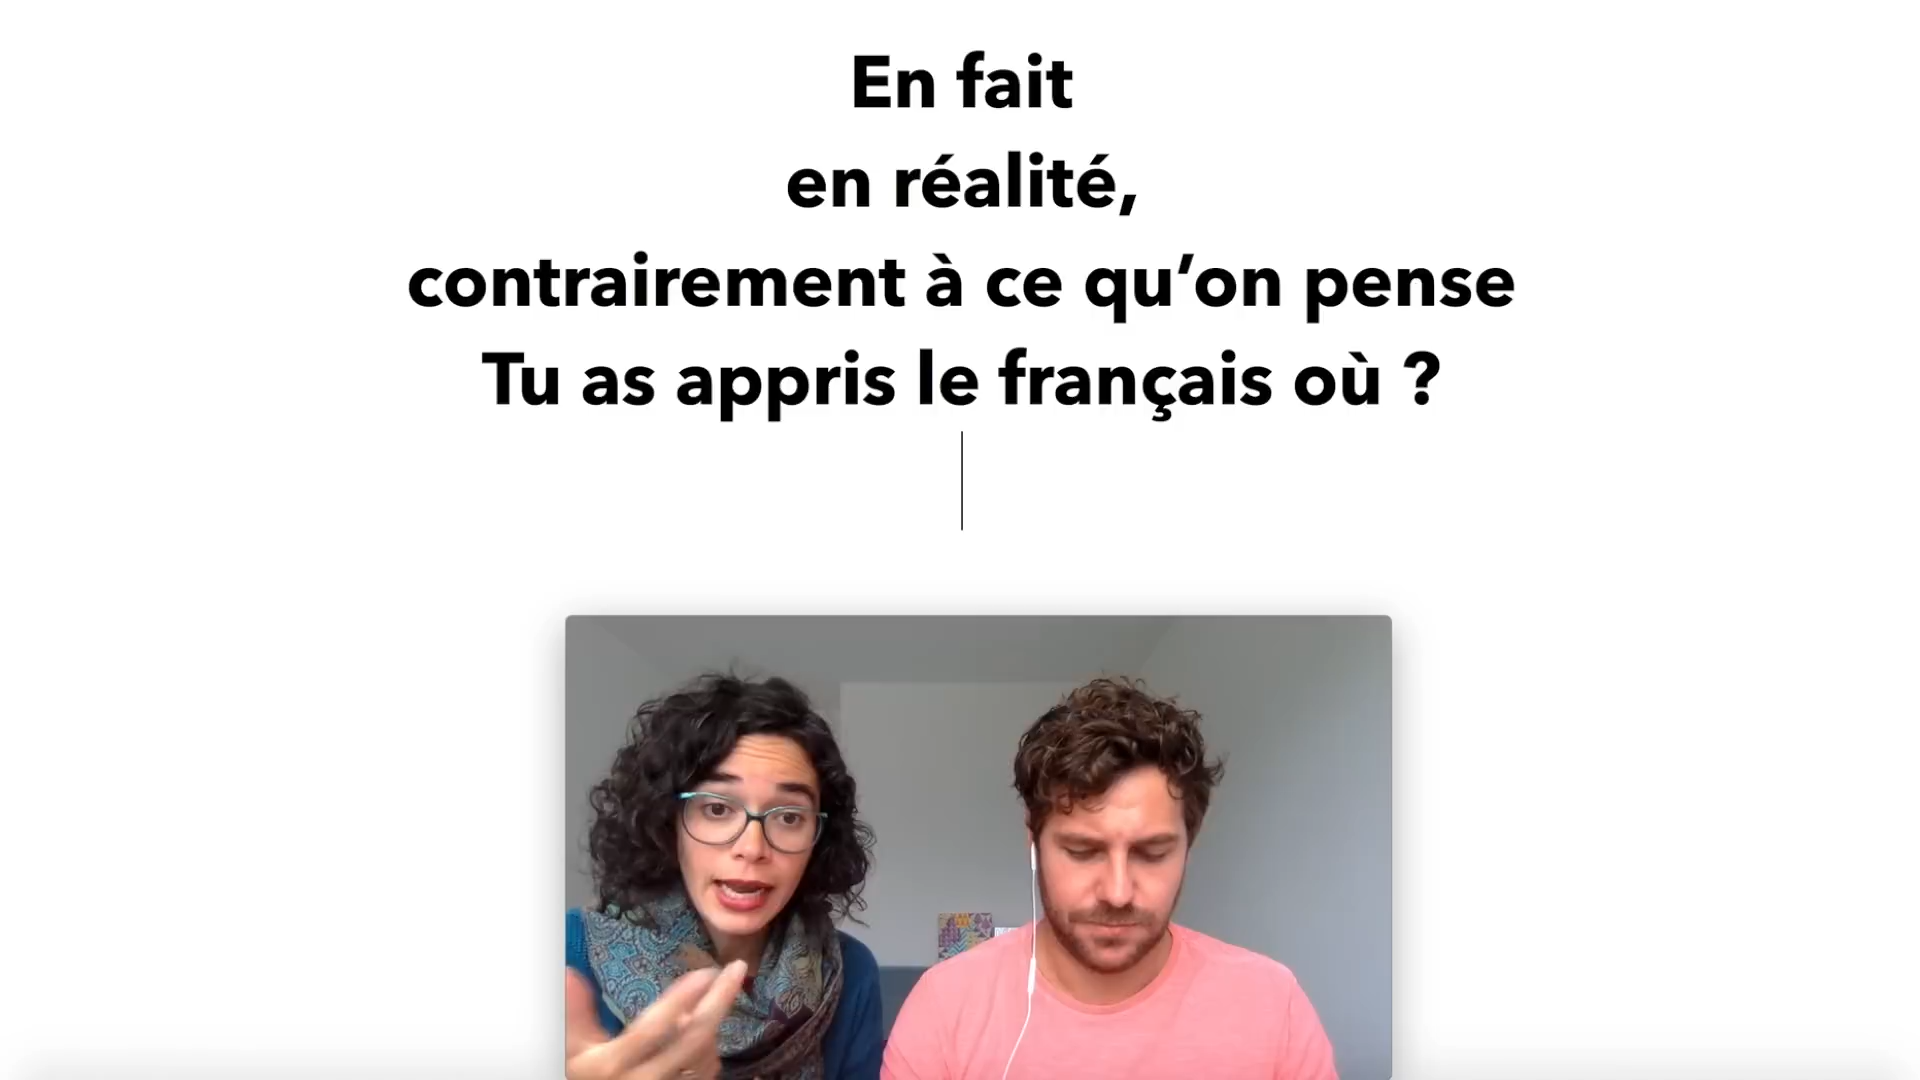 En fait
en réalité,
contrairement à ce qu’on pense
Tu as appris le français où ?